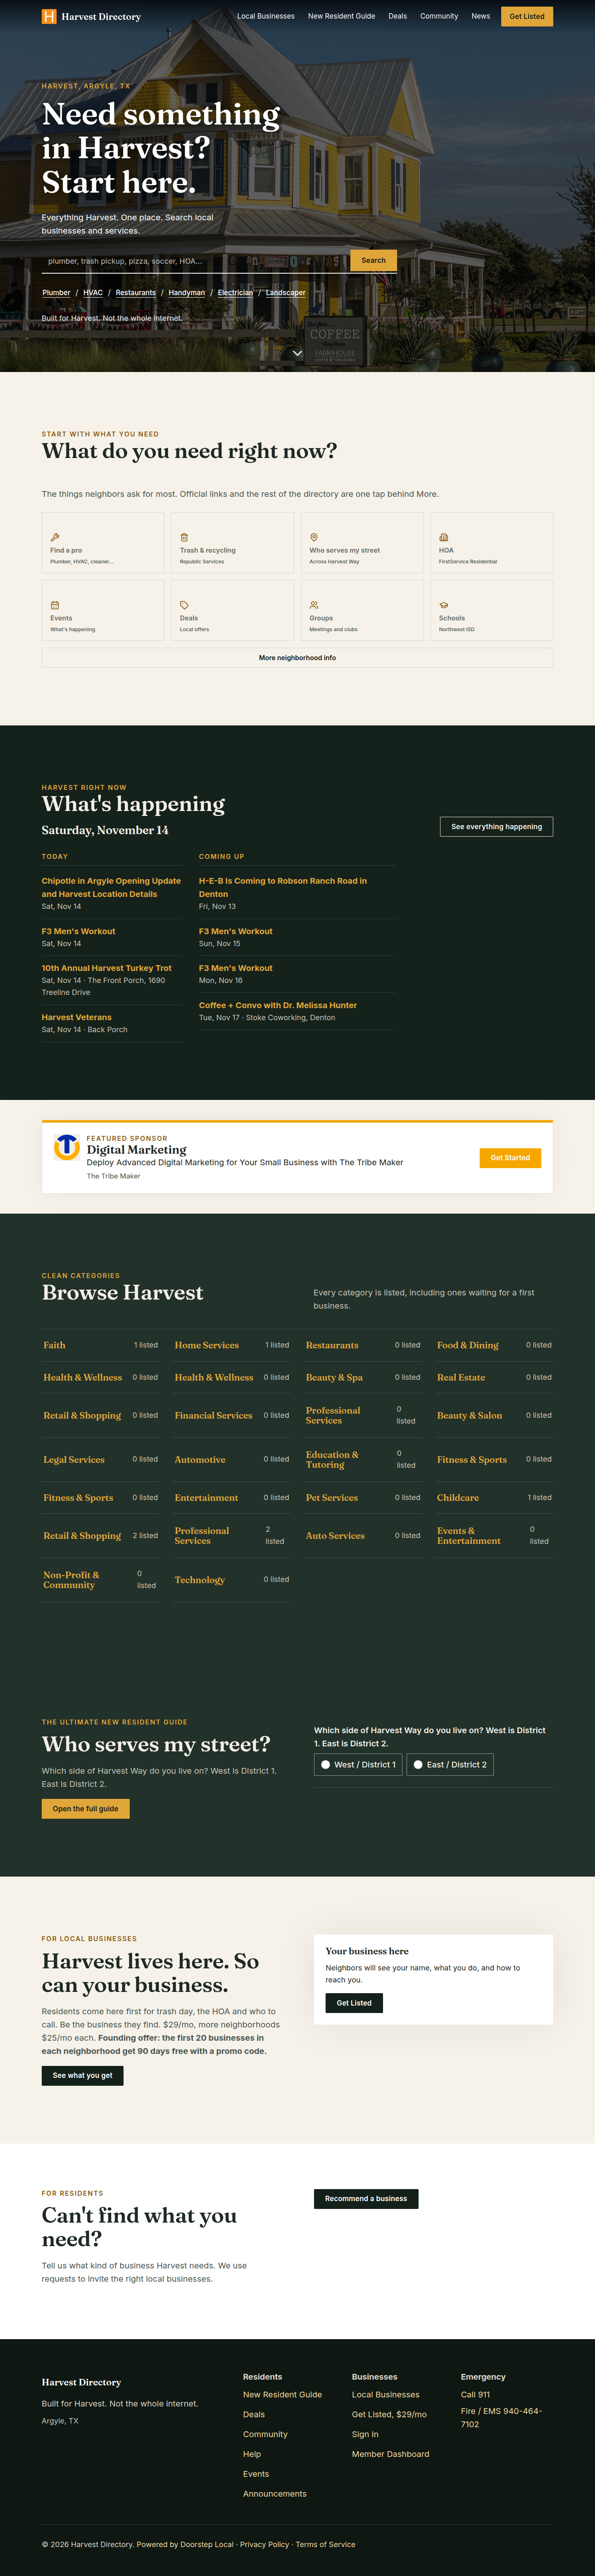 H Harvest Directory
Local Businesses
New Resident Guide
Deals
Community
News
Get Listed
HARVEST, ARGYLE, TX
Need something
in Harvest?
Start here.
Everything Harvest. One place. Search local
businesses and services.
plumber, trash pickup, pizza, soccer, HOA...
Search
Plumber / HVAC / Restaurants / Handyman / Electrician / Landscaper
Built for Harvest. Not the whole internet.
COFFEE
FARMHOUSE
START WITH WHAT YOU NEED
What do you need right now?
The things neighbors ask for most. Official links and the rest of the directory are one tap behind More.
Find a pro
Plumber, HVAC, cleaner...
Trash & recycling
Republic Services
Who serves my street
Across Harvest Way
HOA
FirstService Residential
Events
What's happening
Deals
Local offers
Groups
Meetings and clubs
Schools
Northwest ISD
More neighborhood info
HARVEST RIGHT NOW
What's happening
Saturday, November 14
See everything happening
TODAY
Chipotle in Argyle Opening Update
and Harvest Location Details
Sat, Nov 14
F3 Men's Workout
Sat, Nov 14
10th Annual Harvest Turkey Trot
Sat, Nov 14 · The Front Porch, 1690
Treeline Drive
Harvest Veterans
Sat, Nov 14 · Back Porch
COMING UP
H-E-B Is Coming to Robson Ranch Road in
Denton
Fri, Nov 13
F3 Men's Workout
Sun, Nov 15
F3 Men's Workout
Mon, Nov 16
Coffee + Convo with Dr. Melissa Hunter
Tue, Nov 17 · Stoke Coworking, Denton
FEATURED SPONSOR
Digital Marketing
Deploy Advanced Digital Marketing for Your Small Business with The Tribe Maker
The Tribe Maker
Get Started
CLEAN CATEGORIES
Browse Harvest
Every category is listed, including ones waiting for a first
business.
Faith 1 listed
Home Services 1 listed
Restaurants 0 listed
Food & Dining 0 listed
Health & Wellness 0 listed
Health & Wellness 0 listed
Beauty & Spa 0 listed
Real Estate 0 listed
Retail & Shopping 0 listed
Financial Services 0 listed
Professional
Services
0
listed
Beauty & Salon 0 listed
Legal Services 0 listed
Automotive 0 listed
Education &
Tutoring
0
listed
Fitness & Sports 0 listed
Fitness & Sports 0 listed
Entertainment 0 listed
Pet Services 0 listed
Childcare 1 listed
Retail & Shopping 2 listed
Professional
Services
2
listed
Auto Services 0 listed
Events &
Entertainment
0
listed
Non-Profit &
Community
0
listed
Technology 0 listed
THE ULTIMATE NEW RESIDENT GUIDE
Who serves my street?
Which side of Harvest Way do you live on? West is District 1.
East is District 2.
Open the full guide
Which side of Harvest Way do you live on? West is District
1. East is District 2.
West / District 1
East / District 2
FOR LOCAL BUSINESSES
Harvest lives here. So
can your business.
Residents come here first for trash day, the HOA and who to
call. Be the business they find. $29/mo, more neighborhoods
$25/mo each. Founding offer: the first 20 businesses in
each neighborhood get 90 days free with a promo code.
See what you get
Your business here
Neighbors will see your name, what you do, and how to
reach you.
Get Listed
FOR RESIDENTS
Can't find what you
need?
Tell us what kind of business Harvest needs. We use
requests to invite the right local businesses.
Recommend a business
Harvest Directory
Built for Harvest. Not the whole internet.
Argyle, TX
Residents
New Resident Guide
Deals
Community
Help
Events
Announcements
Businesses
Local Businesses
Get Listed, $29/mo
Sign In
Member Dashboard
Emergency
Call 911
Fire / EMS 940-464-
7102
© 2026 Harvest Directory. Powered by Doorstep Local · Privacy Policy · Terms of Service